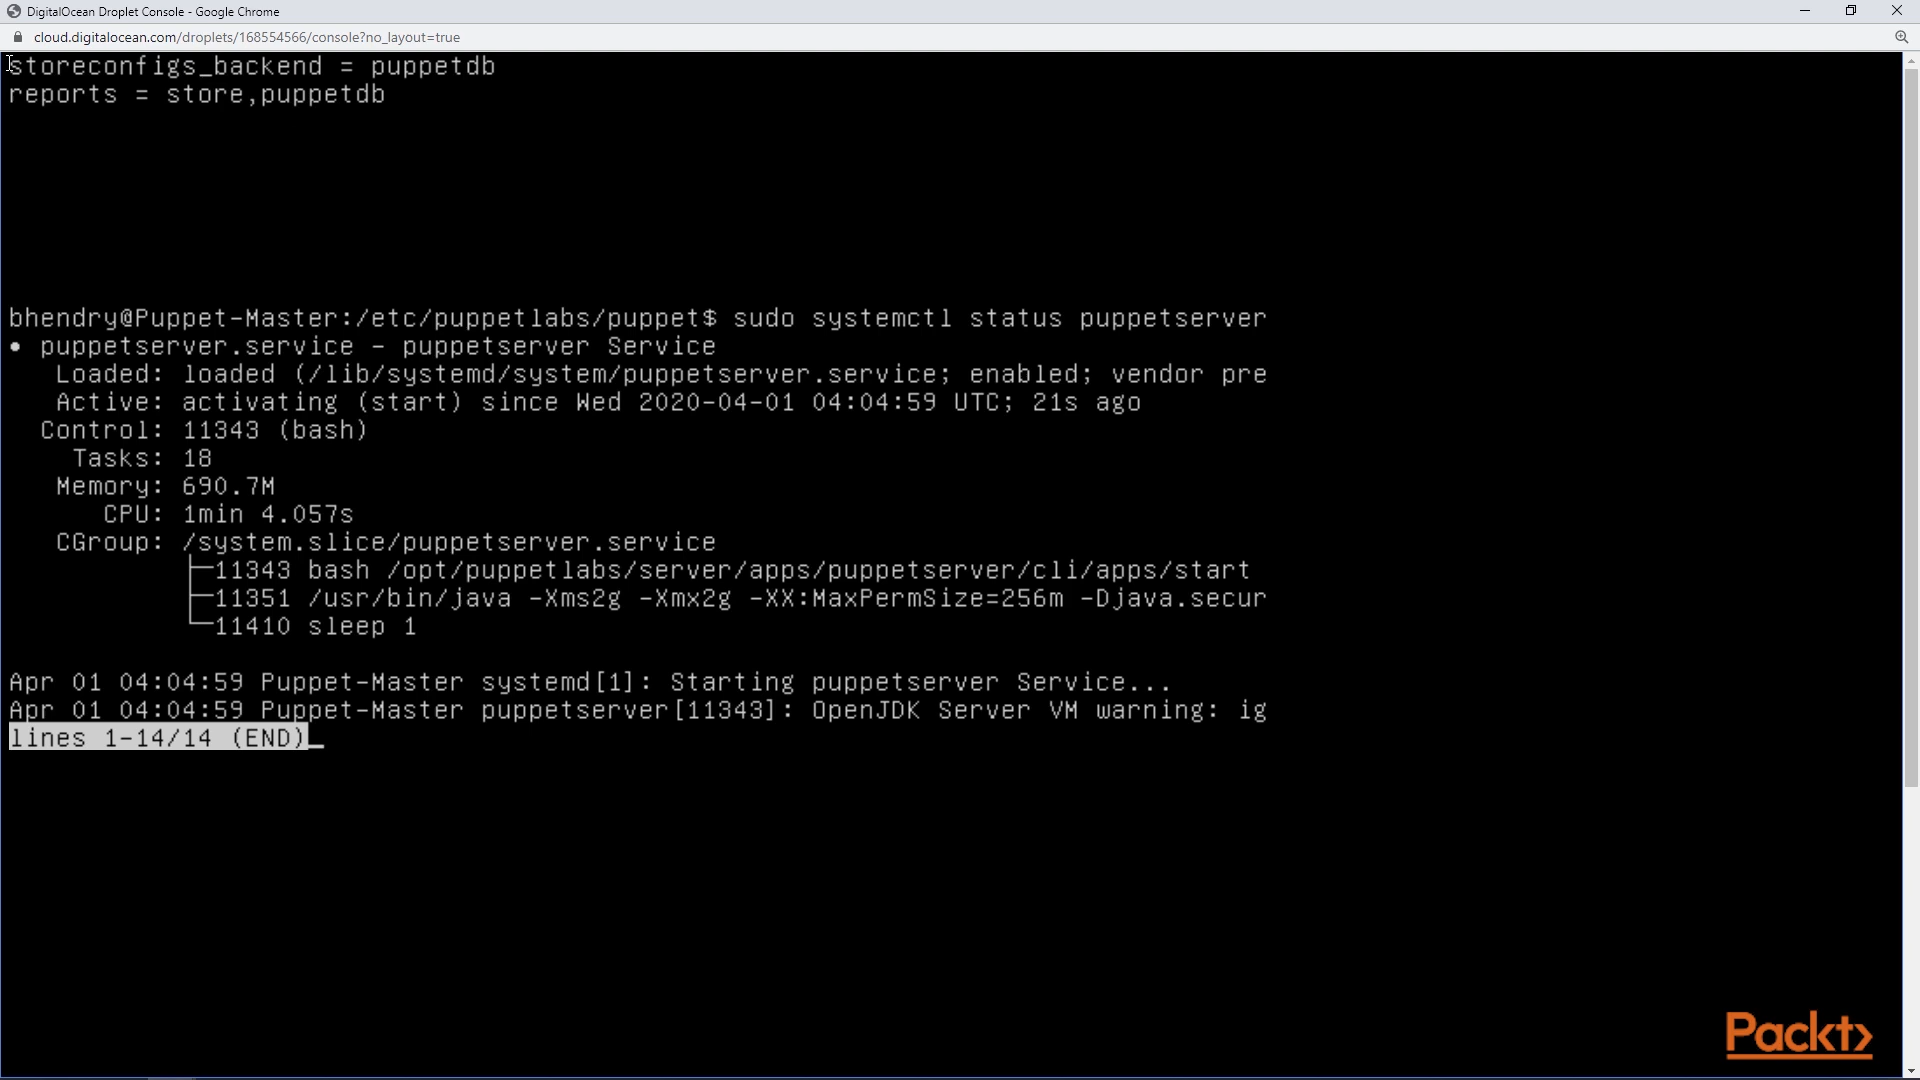 DigitalOcean Droplet Console - Google Chrome
cloud.digitalocean.com/droplets/168554566/console?no_layout=true
storeconfigs_backend = puppetdb
reports = store,puppetdb
bhendry@Puppet-Master:/etc/puppetlabs/puppet$ sudo systemctl status puppetserver
● puppetserver.service - puppetserver Service
Loaded: loaded (/lib/systemd/system/puppetserver.service; enabled; vendor pre
Active: activating (start) since Wed 2020-04-01 04:04:59 UTC; 21s ago
Control: 11343 (bash)
Tasks: 18
Memory: 690.7M
CPU: 1min 4.057s
CGroup: /system.slice/puppetserver.service
├─11343 bash /opt/puppetlabs/server/apps/puppetserver/cli/apps/start
├─11351 /usr/bin/java -Xms2g -Xmx2g -XX:MaxPermSize=256m -Djava.secur
└─11410 sleep 1
Apr 01 04:04:59 Puppet-Master systemd[1]: Starting puppetserver Service...
Apr 01 04:04:59 Puppet-Master puppetserver[11343]: OpenJDK Server VM warning: ig
lines 1-14/14 (END)
Packt>